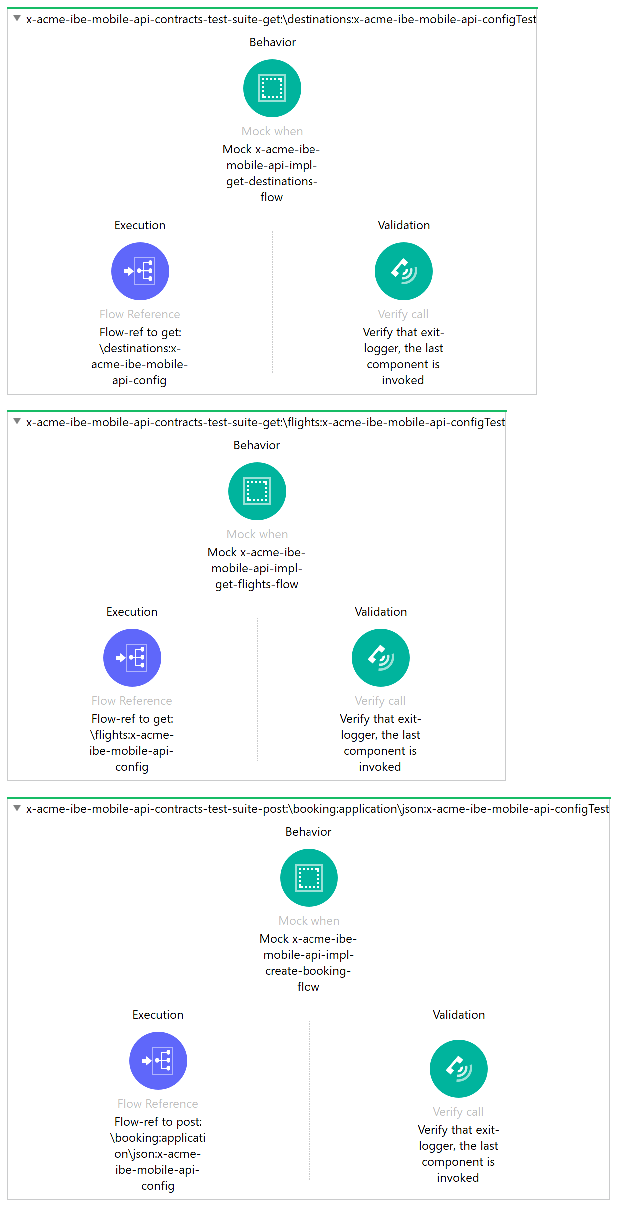 x-acme-ibe-mobile-api-contracts-test-suite-get:\destinations:x-acme-ibe-mobile-api-configTest
Behavior
Mock when
Mock x-acme-ibe-
mobile-api-impl-
get-destinations-
flow
Execution
Flow Reference
Flow-ref to get:
\destinations:x-
acme-ibe-mobile-
api-config
Validation
Verify call
Verify that exit-
logger, the last
component is
invoked
x-acme-ibe-mobile-api-contracts-test-suite-get:\flights:x-acme-ibe-mobile-api-configTest
Behavior
Mock when
Mock x-acme-ibe-
mobile-api-impl-
get-flights-flow
Execution
Flow Reference
Flow-ref to get:
\flights:x-acme-
ibe-mobile-api-
config
Validation
Verify call
Verify that exit-
logger, the last
component is
invoked
x-acme-ibe-mobile-api-contracts-test-suite-post:\booking:application\json:x-acme-ibe-mobile-api-configTest
Behavior
Mock when
Mock x-acme-ibe-
mobile-api-impl-
create-booking-
flow
Execution
Flow Reference
Flow-ref to post:
\booking:applicati
on\json:x-acme-
ibe-mobile-api-
config
Validation
Verify call
Verify that exit-
logger, the last
component is
invoked